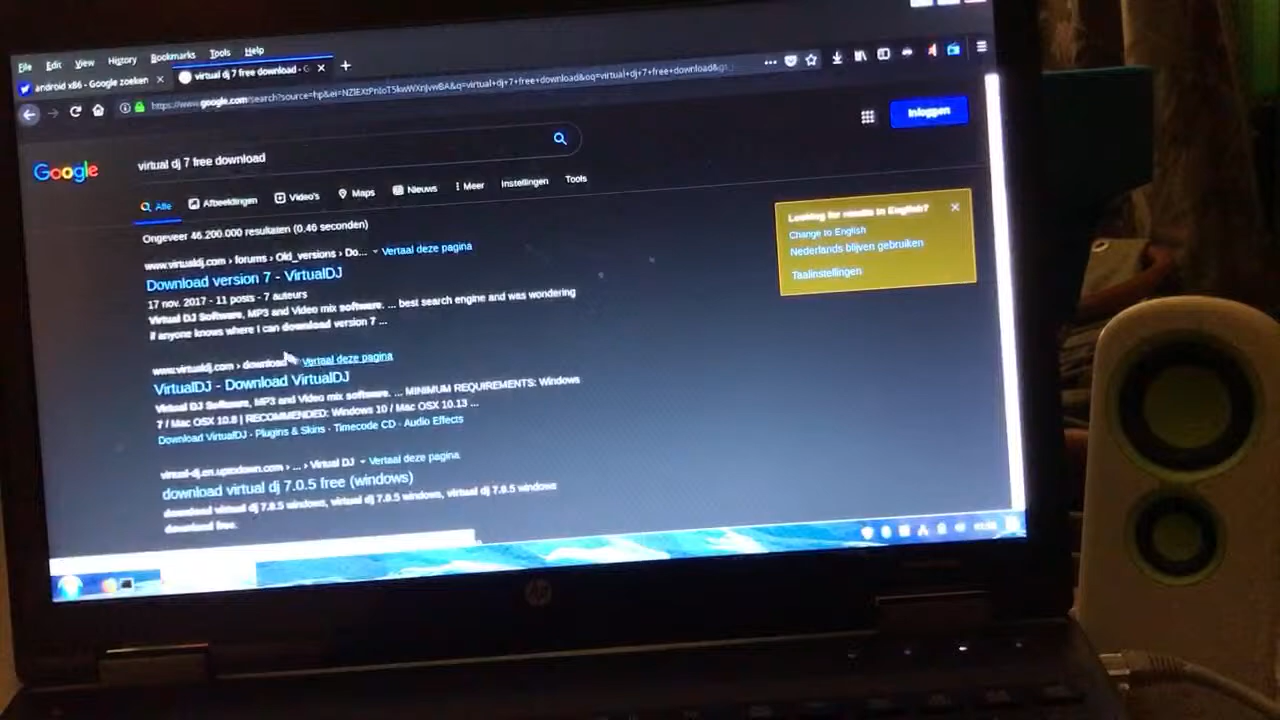 File Edit View History Bookmarks Tools Help
android x86 - Google zoeken
virtual dj 7 free download - G
Google
virtual dj 7 free download
Inloggen
Alle Afbeeldingen Video's Maps Nieuws Meer Instellingen Tools
Ongeveer 46.200.000 resultaten (0,46 seconden)
www.virtualdj.com › forums › Old_versions › Do... Vertaal deze pagina
Download version 7 - VirtualDJ
17 nov. 2017 - 11 posts - 7 auteurs
Virtual DJ Software, MP3 and Video mix software. ... best search engine and was wondering
if anyone knows where I can download version 7 ...
www.virtualdj.com › download Vertaal deze pagina
VirtualDJ - Download VirtualDJ
Virtual DJ Software, MP3 and Video mix software. ... MINIMUM REQUIREMENTS: Windows
7 / Mac OSX 10.8 | RECOMMENDED: Windows 10 / Mac OSX 10.13 ...
Download VirtualDJ · Plugins & Skins · Timecode CD · Audio Effects
virtual-dj.en.uptodown.com › ... › Virtual DJ Vertaal deze pagina
download virtual dj 7.0.5 free (windows)
download virtual dj 7.0.5 windows, virtual dj 7.0.5 windows, virtual dj 7.0.5 windows
download free.
Looking for results in English?
Change to English
Nederlands blijven gebruiken
Taalinstellingen
hp